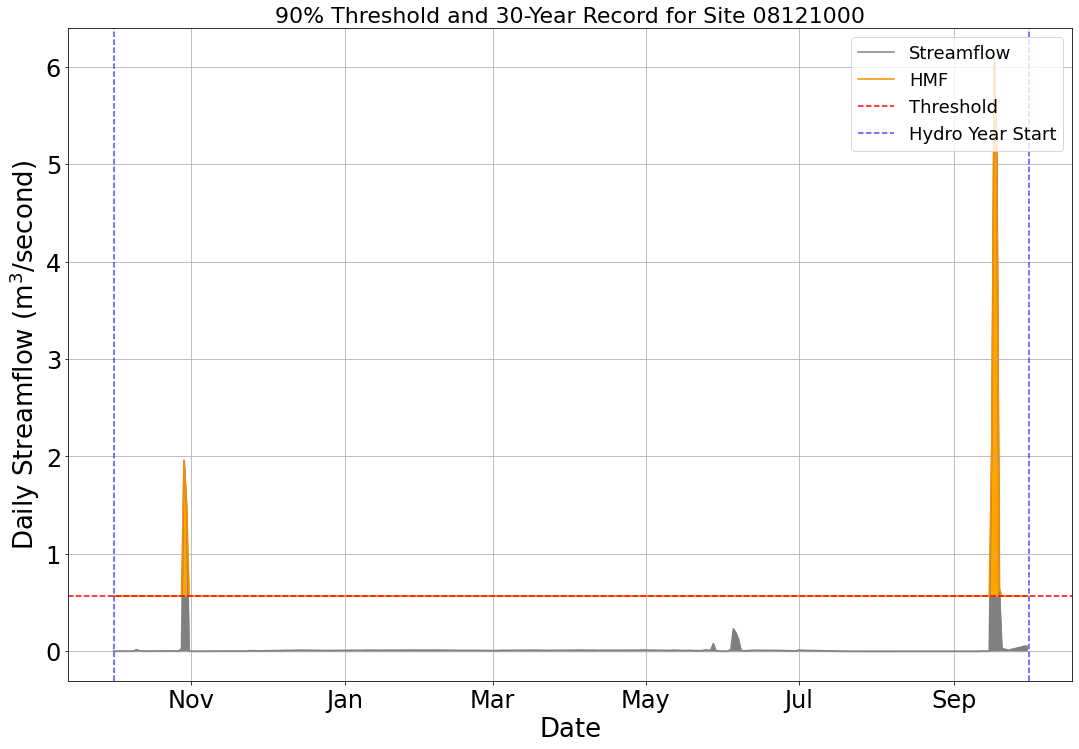 90% Threshold and 30-Year Record for Site 08121000
Streamflow
HMF
Threshold
Hydro Year Start
Daily Streamflow (m³/second)
6
5
4
3
2
1
0
Nov Jan Mar May Jul Sep
Date